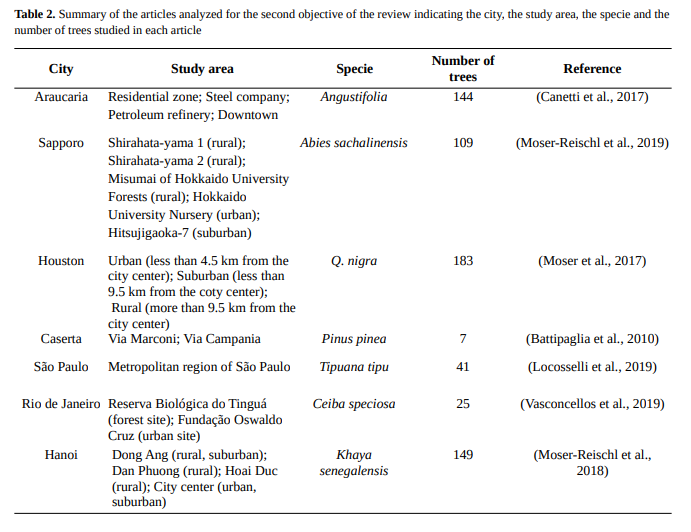 Table 2. Summary of the articles analyzed for the second objective of the review indicating the city, the study area, the specie and the
number of trees studied in each article
City Study area Specie Number of trees Reference
Araucaria Residential zone; Steel company; Angustifolia 144 (Canetti et al., 2017)
Petroleum refinery; Downtown
Sapporo Shirahata-yama 1 (rural); Abies sachalinensis 109 (Moser-Reischl et al., 2019)
Shirahata-yama 2 (rural);
Misumai of Hokkaido University
Forests (rural); Hokkaido
University Nursery (urban);
Hitsujigaoka-7 (suburban)
Houston Urban (less than 4.5 km from the Q. nigra 183 (Moser et al., 2017)
city center); Suburban (less than
9.5 km from the coty center);
Rural (more than 9.5 km from the
city center)
Caserta Via Marconi; Via Campania Pinus pinea 7 (Battipaglia et al., 2010)
São Paulo Metropolitan region of São Paulo Tipuana tipu 41 (Locosselli et al., 2019)
Rio de Janeiro Reserva Biológica do Tinguá Ceiba speciosa 25 (Vasconcellos et al., 2019)
(forest site); Fundação Oswaldo
Cruz (urban site)
Hanoi Dong Ang (rural, suburban); Khaya 149 (Moser-Reischl et al.,
Dan Phuong (rural); Hoai Duc senegalensis 2018)
(rural); City center (urban,
suburban)